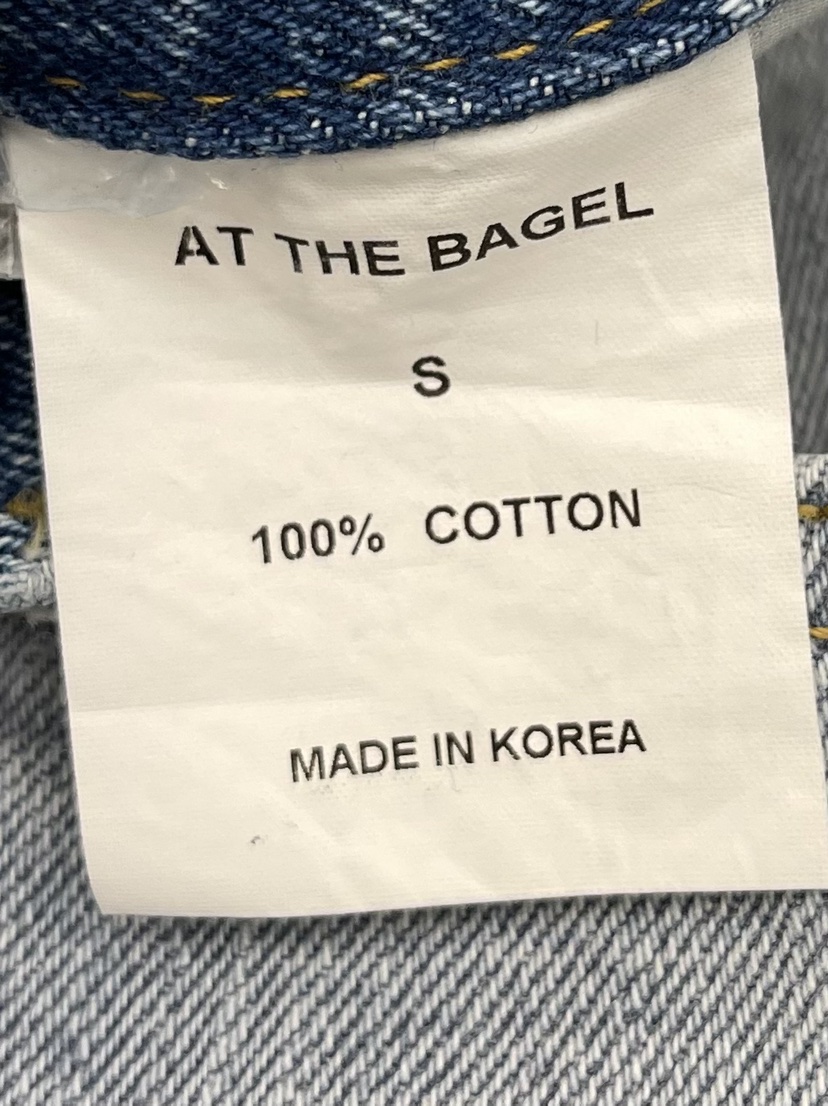 AT THE BAGEL
S
100% COTTON
MADE IN KOREA